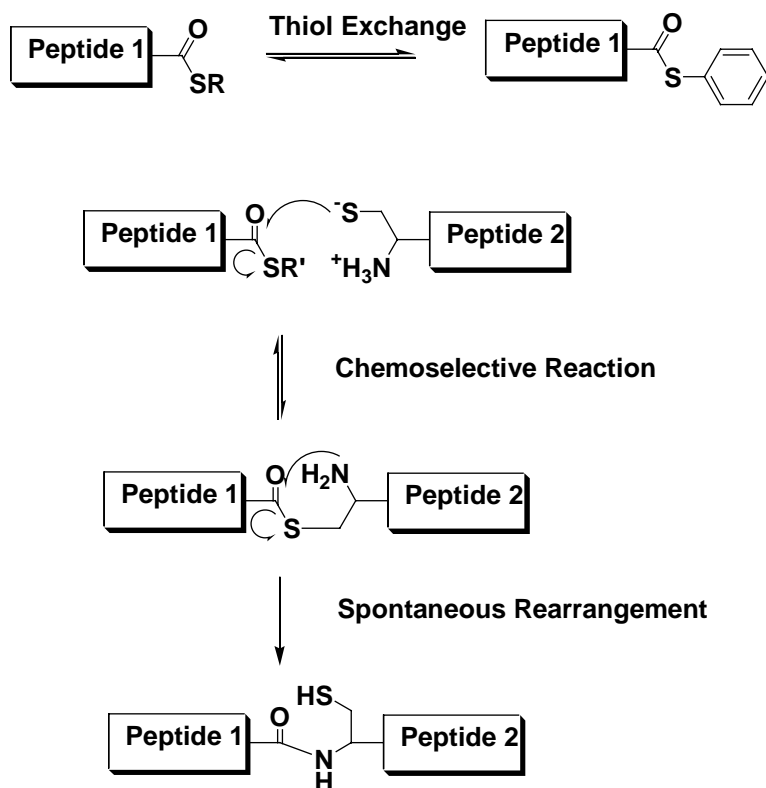 Thiol Exchange
Peptide 1
O
SR
Peptide 1
O
S
Peptide 1
O
SR'
-S
+H3N
Peptide 2
Chemoselective Reaction
Peptide 1
O
S
H2N
Peptide 2
Spontaneous Rearrangement
Peptide 1
O
N
H
HS
Peptide 2